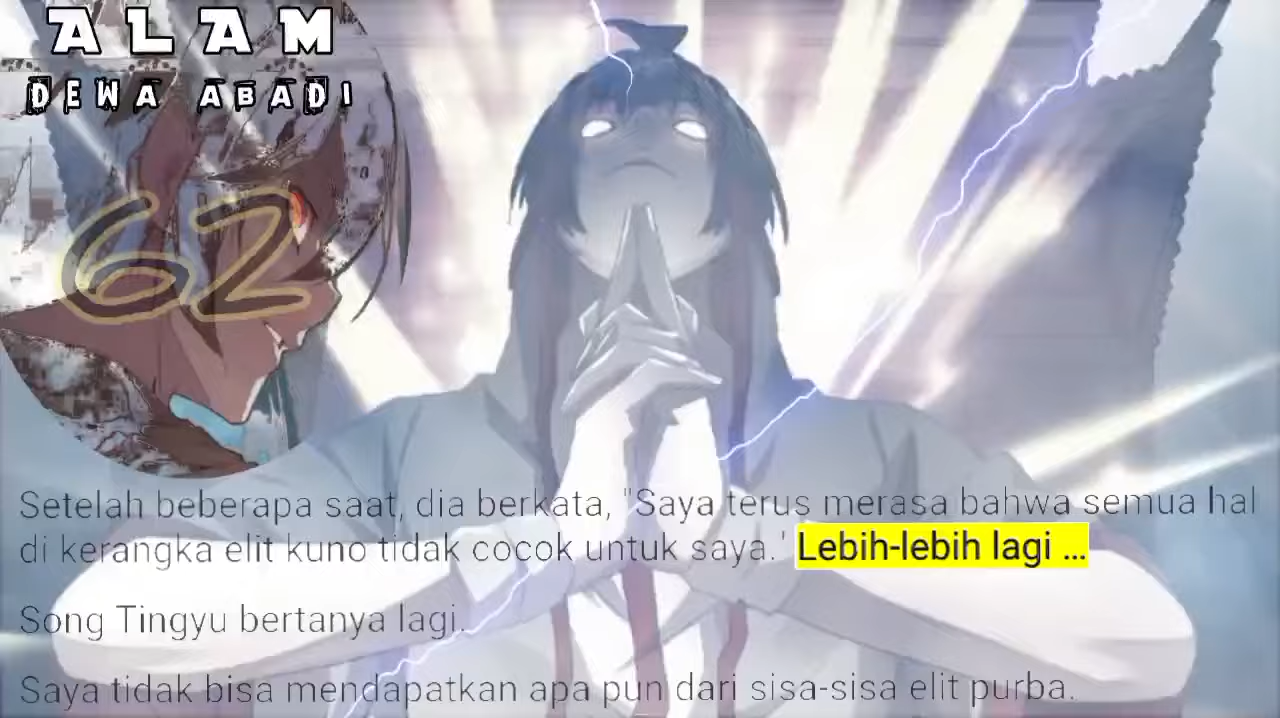 ALAM
DEWA ABADI
62
Setelah beberapa saat, dia berkata, "Saya terus merasa bahwa semua hal
di kerangka elit kuno tidak cocok untuk saya.' Lebih-lebih lagi ...
Song Tingyu bertanya lagi.
Saya tidak bisa mendapatkan apa pun dari sisa-sisa elit purba.